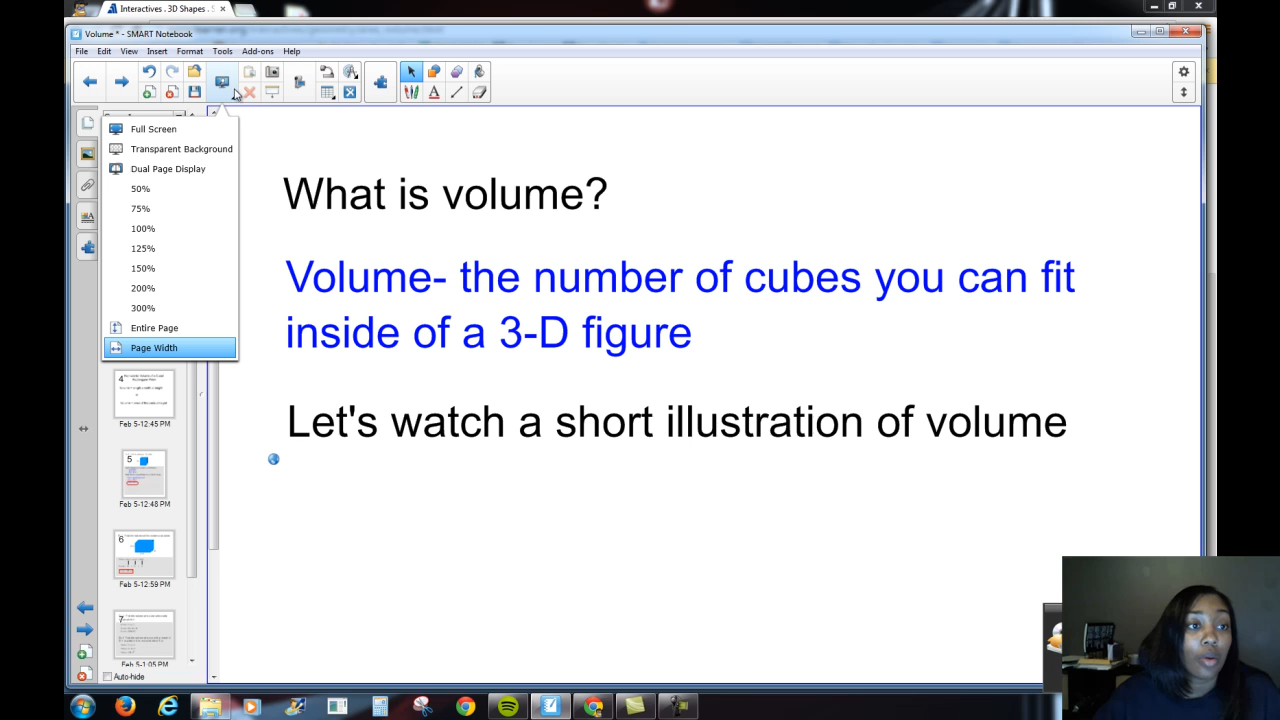 Interactives . 3D Shapes .
Volume * - SMART Notebook
File Edit View Insert Format Tools Add-ons Help
Full Screen
Transparent Background
Dual Page Display
50%
75%
100%
125%
150%
200%
300%
Entire Page
Page Width
What is volume?
Volume- the number of cubes you can fit
inside of a 3-D figure
Let's watch a short illustration of volume
4
Feb 5-12:45 PM
5
Feb 5-12:48 PM
6
Feb 5-12:59 PM
7
Feb 5-1:05 PM
Auto-hide